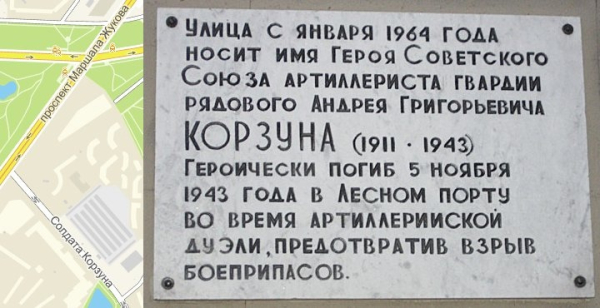 проспект Маршала Жукова
Солдата Корзуна
Улица с января 1964 года
носит имя Героя Советского
Союза артиллериста гвардии
рядового Андрея Григорьевича
КОРЗУНА (1911 · 1943)
Героически погиб 5 ноября
1943 года в Лесном порту
во время артиллериийской
дуэли, предотвратив взрыв
боеприпасов.